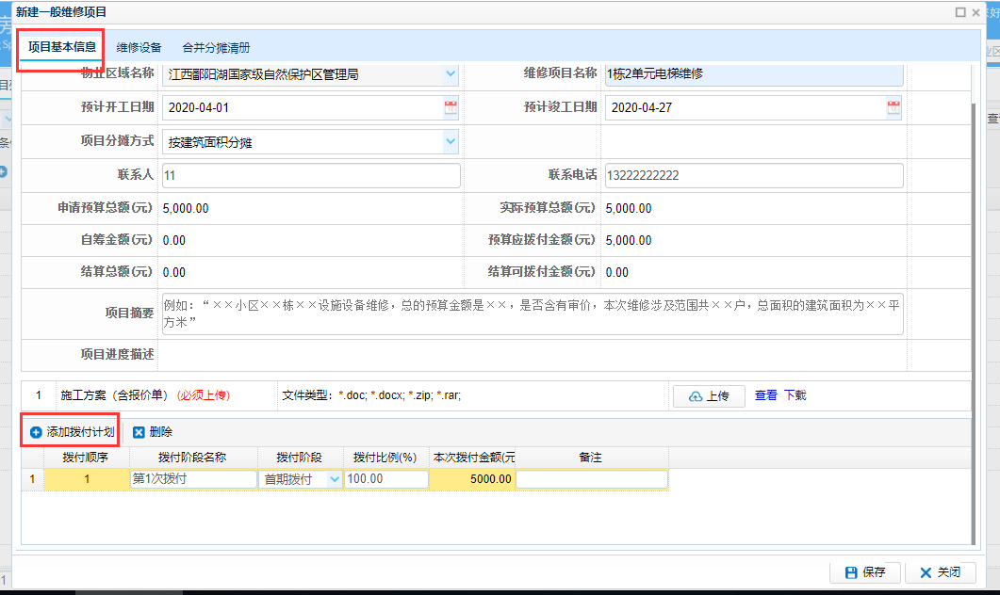 新建一般维修项目
项目基本信息 维修设备 合并分摊清册
物业区域名称 江西鄱阳湖国家级自然保护区管理局 维修项目名称 1栋2单元电梯维修
预计开工日期 2020-04-01 预计竣工日期 2020-04-27
项目分摊方式 按建筑面积分摊
联系人 11 联系电话 13222222222
申请预算总额(元) 5,000.00 实际预算总额(元) 5,000.00
自筹金额(元) 0.00 预算应拨付金额(元) 5,000.00
结算总额(元) 0.00 结算可拨付金额(元) 0.00
项目摘要 例如：“××小区××栋××设施设备维修，总的预算金额是××，是否含有审价，本次维修涉及范围共××户，总面积的建筑面积为××平
方米”
项目进度描述
1 施工方案（含报价单）(必须上传) 文件类型：*.doc; *.docx; *.zip; *.rar; 上传 查看 下载
添加拨付计划 删除
拨付顺序 拨付阶段名称 拨付阶段 拨付比例(%) 本次拨付金额(元 备注
1 1 第1次拨付 首期拨付 100.00 5000.00
保存 关闭